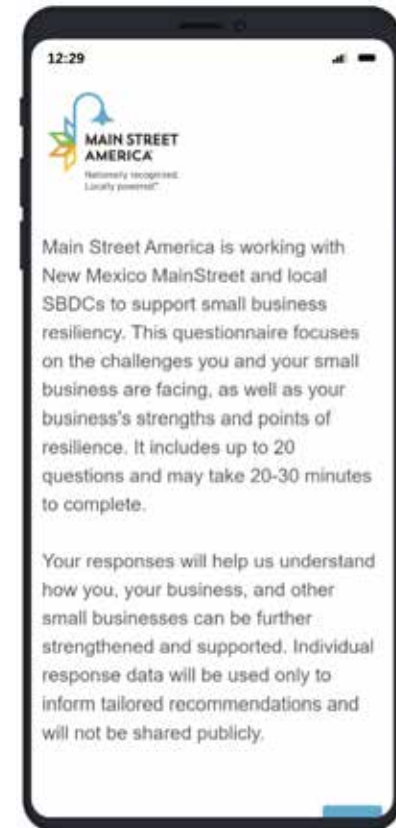 12:29
MAIN STREET
AMERICA
Nationally recognized.
Locally powered.™
Main Street America is working with
New Mexico MainStreet and local
SBDCs to support small business
resiliency. This questionnaire focuses
on the challenges you and your small
business are facing, as well as your
business's strengths and points of
resilience. It includes up to 20
questions and may take 20-30 minutes
to complete.
Your responses will help us understand
how you, your business, and other
small businesses can be further
strengthened and supported. Individual
response data will be used only to
inform tailored recommendations and
will not be shared publicly.